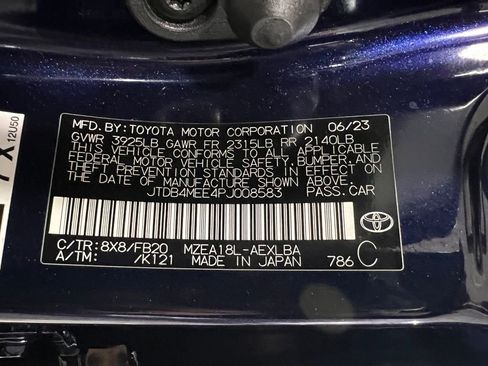 MFD. BY: TOYOTA MOTOR CORPORATION 06/23
GVWR 3925LB GAWR FR 2315LB RR 2140LB
THIS VEHICLE CONFORMS TO ALL APPLICABLE
FEDERAL MOTOR VEHICLE SAFETY, BUMPER, AND
THEFT PREVENTION STANDARDS IN EFFECT ON
THE DATE OF MANUFACTURE SHOWN ABOVE.
JTDB4MEE4PJ008583 PASS.CAR
C/TR: 8X8/FB20 MZEA18L-AEXLBA C
A/TM: /K121 MADE IN JAPAN 786
12U50